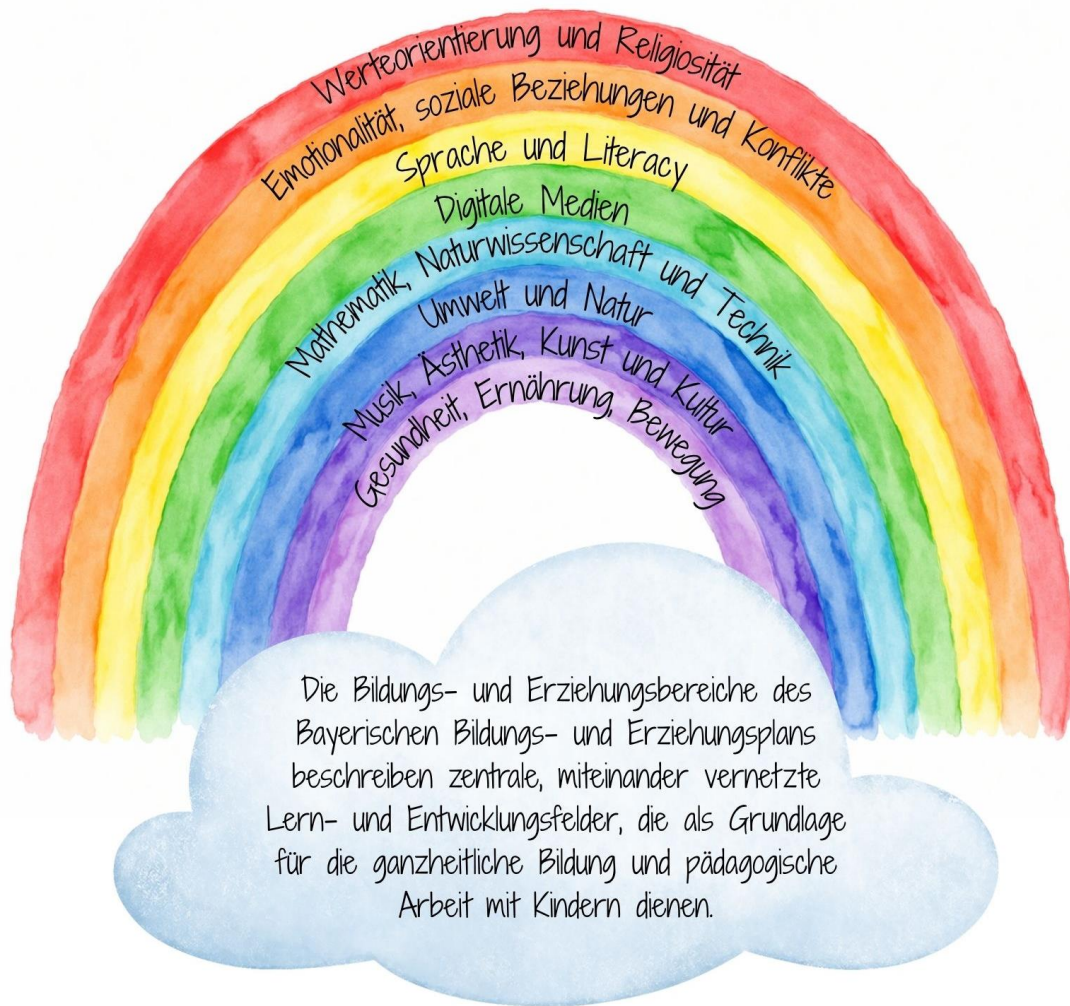 Werteorientierung und Religiosität
Emotionalität, soziale Beziehungen und Konflikte
Sprache und Literacy
Digitale Medien
Mathematik, Naturwissenschaft und Technik
Umwelt und Natur
Musik, Ästhetik, Kunst und Kultur
Gesundheit, Ernährung, Bewegung
Die Bildungs- und Erziehungsbereiche des
Bayerischen Bildungs- und Erziehungsplans
beschreiben zentrale, miteinander vernetzte
Lern- und Entwicklungsfelder, die als Grundlage
für die ganzheitliche Bildung und pädagogische
Arbeit mit Kindern dienen.